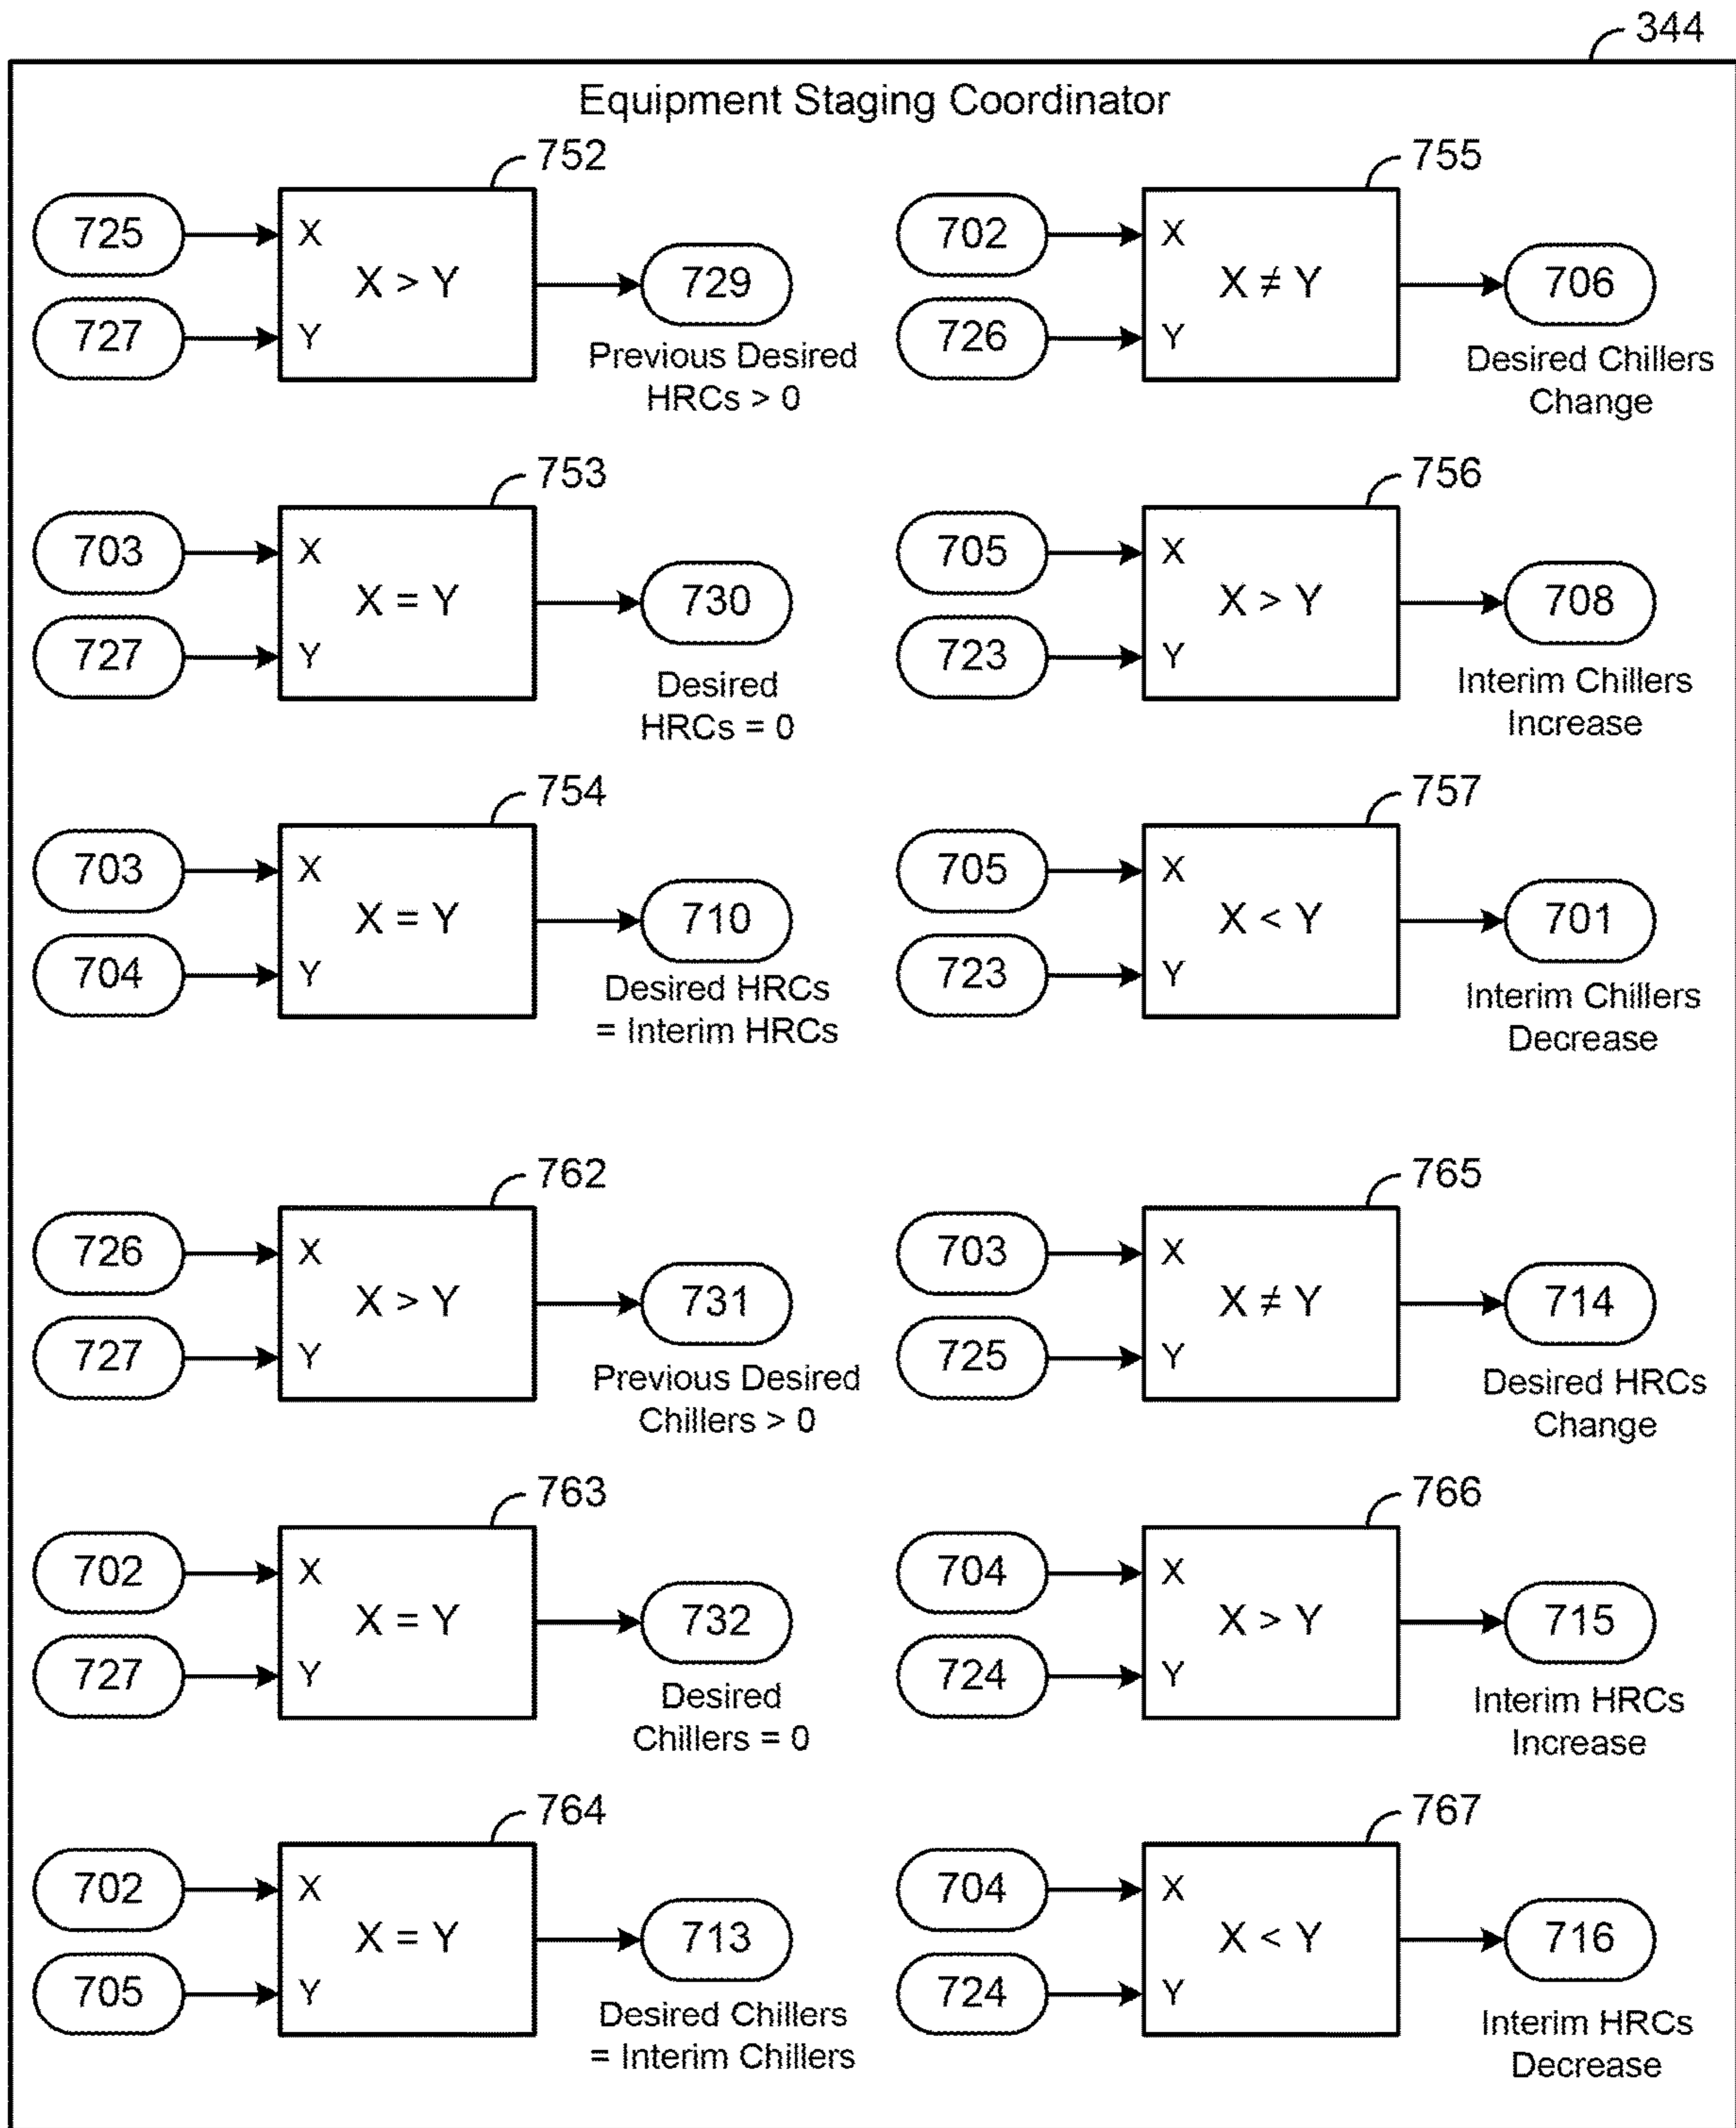 344
Equipment Staging Coordinator
752
725
X
X > Y
727
Y
729
Previous Desired
HRCs > 0
755
702
X
X ≠ Y
726
Y
706
Desired Chillers
Change
753
703
X
X = Y
727
Y
730
Desired
HRCs = 0
756
705
X
X > Y
723
Y
708
Interim Chillers
Increase
754
703
X
X = Y
704
Y
710
Desired HRCs
= Interim HRCs
757
705
X
X < Y
723
Y
701
Interim Chillers
Decrease
762
726
X
X > Y
727
Y
731
Previous Desired
Chillers > 0
765
703
X
X ≠ Y
725
Y
714
Desired HRCs
Change
763
702
X
X = Y
727
Y
732
Desired
Chillers = 0
766
704
X
X > Y
724
Y
715
Interim HRCs
Increase
764
702
X
X = Y
705
Y
713
Desired Chillers
= Interim Chillers
767
704
X
X < Y
724
Y
716
Interim HRCs
Decrease